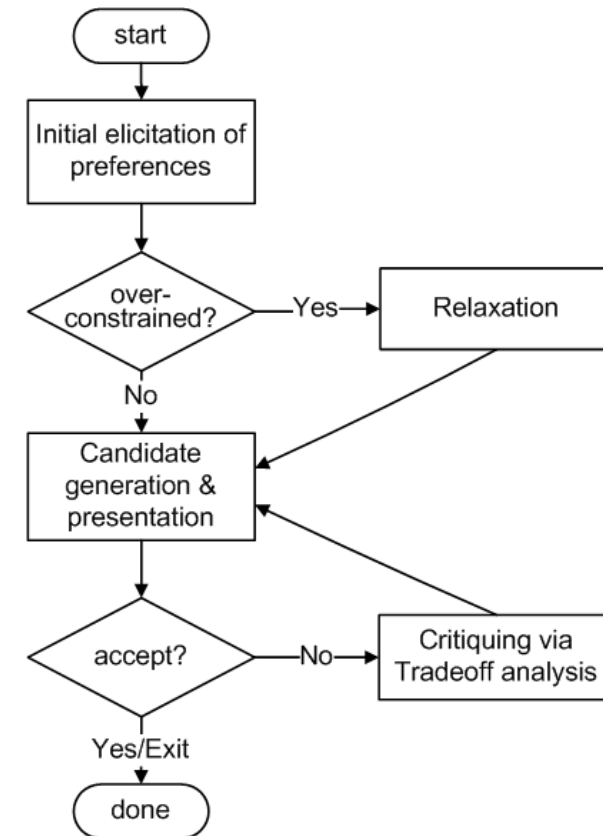 start
Initial elicitation of
preferences
over-
constrained?
Yes
Relaxation
No
Candidate
generation &
presentation
accept?
No
Critiquing via
Tradeoff analysis
Yes/Exit
done